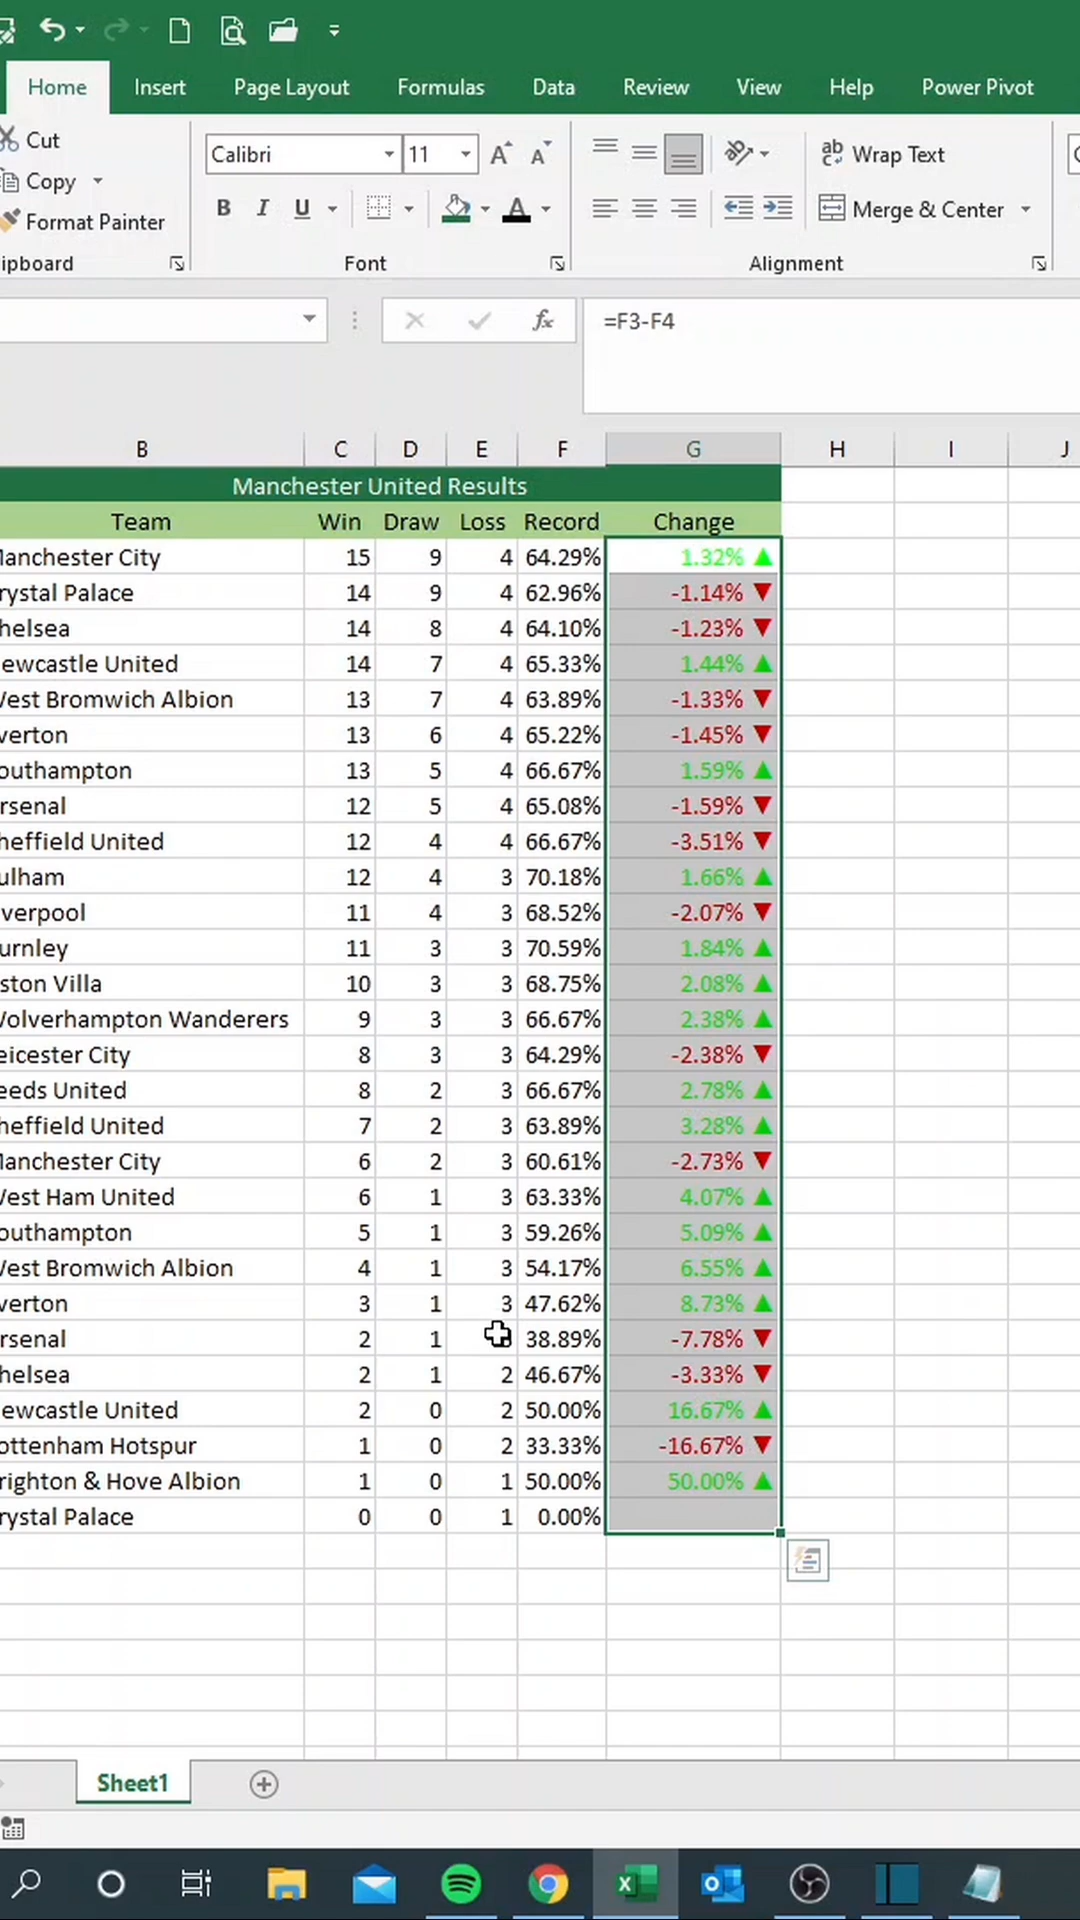 Home Insert Page Layout Formulas Data Review View Help Power Pivot
Cut
Calibri 11 Wrap Text
Copy
B I U A Merge & Center
Format Painter
ipboard Font Alignment
fx =F3-F4
B C D E F G H I J
Manchester United Results
Team Win Draw Loss Record Change
anchester City 15 9 4 64.29% 1.32% ▲
rystal Palace 14 9 4 62.96% -1.14% ▼
helsea 14 8 4 64.10% -1.23% ▼
ewcastle United 14 7 4 65.33% 1.44% ▲
est Bromwich Albion 13 7 4 63.89% -1.33% ▼
verton 13 6 4 65.22% -1.45% ▼
outhampton 13 5 4 66.67% 1.59% ▲
rsenal 12 5 4 65.08% -1.59% ▼
heffield United 12 4 4 66.67% -3.51% ▼
ulham 12 4 3 70.18% 1.66% ▲
verpool 11 4 3 68.52% -2.07% ▼
urnley 11 3 3 70.59% 1.84% ▲
ston Villa 10 3 3 68.75% 2.08% ▲
olverhampton Wanderers 9 3 3 66.67% 2.38% ▲
eicester City 8 3 3 64.29% -2.38% ▼
eeds United 8 2 3 66.67% 2.78% ▲
heffield United 7 2 3 63.89% 3.28% ▲
anchester City 6 2 3 60.61% -2.73% ▼
est Ham United 6 1 3 63.33% 4.07% ▲
outhampton 5 1 3 59.26% 5.09% ▲
est Bromwich Albion 4 1 3 54.17% 6.55% ▲
verton 3 1 3 47.62% 8.73% ▲
rsenal 2 1 38.89% -7.78% ▼
helsea 2 1 2 46.67% -3.33% ▼
ewcastle United 2 0 2 50.00% 16.67% ▲
ottenham Hotspur 1 0 2 33.33% -16.67% ▼
righton & Hove Albion 1 0 1 50.00% 50.00% ▲
rystal Palace 0 0 1 0.00%
Sheet1